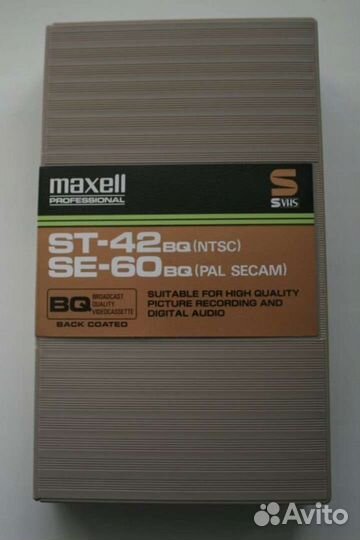 maxell
PROFESSIONAL
S
SVHS
ST-42BQ(NTSC)
SE-60BQ(PAL SECAM)
BQ BROADCAST QUALITY VIDEOCASSETTE
BACK COATED
SUITABLE FOR HIGH QUALITY
PICTURE RECORDING AND
DIGITAL AUDIO
Avito